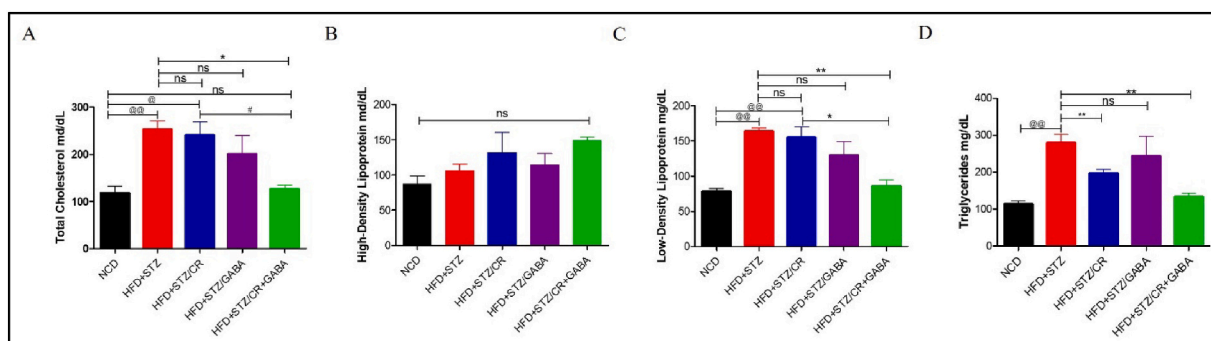 A
*
ns
ns
ns
@
@@
#
Total Cholesterol md/dL
300
200
100
0
NCD
HFD+STZ
HFD+STZ/CR
HFD+STZ/GABA
HFD+STZ/CR+GABA
B
ns
High-Density Lipoprotein md/dL
200
150
100
50
0
NCD
HFD+STZ
HFD+STZ/CR
HFD+STZ/GABA
HFD+STZ/CR+GABA
C
**
ns
ns
@@
@@
*
Low-Density Lipoprotein mg/dL
200
150
100
50
0
NCD
HFD+STZ
HFD+STZ/CR
HFD+STZ/GABA
HFD+STZ/CR+GABA
D
**
ns
**
@@
Triglycerides mg/dL
400
300
200
100
0
NCD
HFD+STZ
HFD+STZ/CR
HFD+STZ/GABA
HFD+STZ/CR+GABA